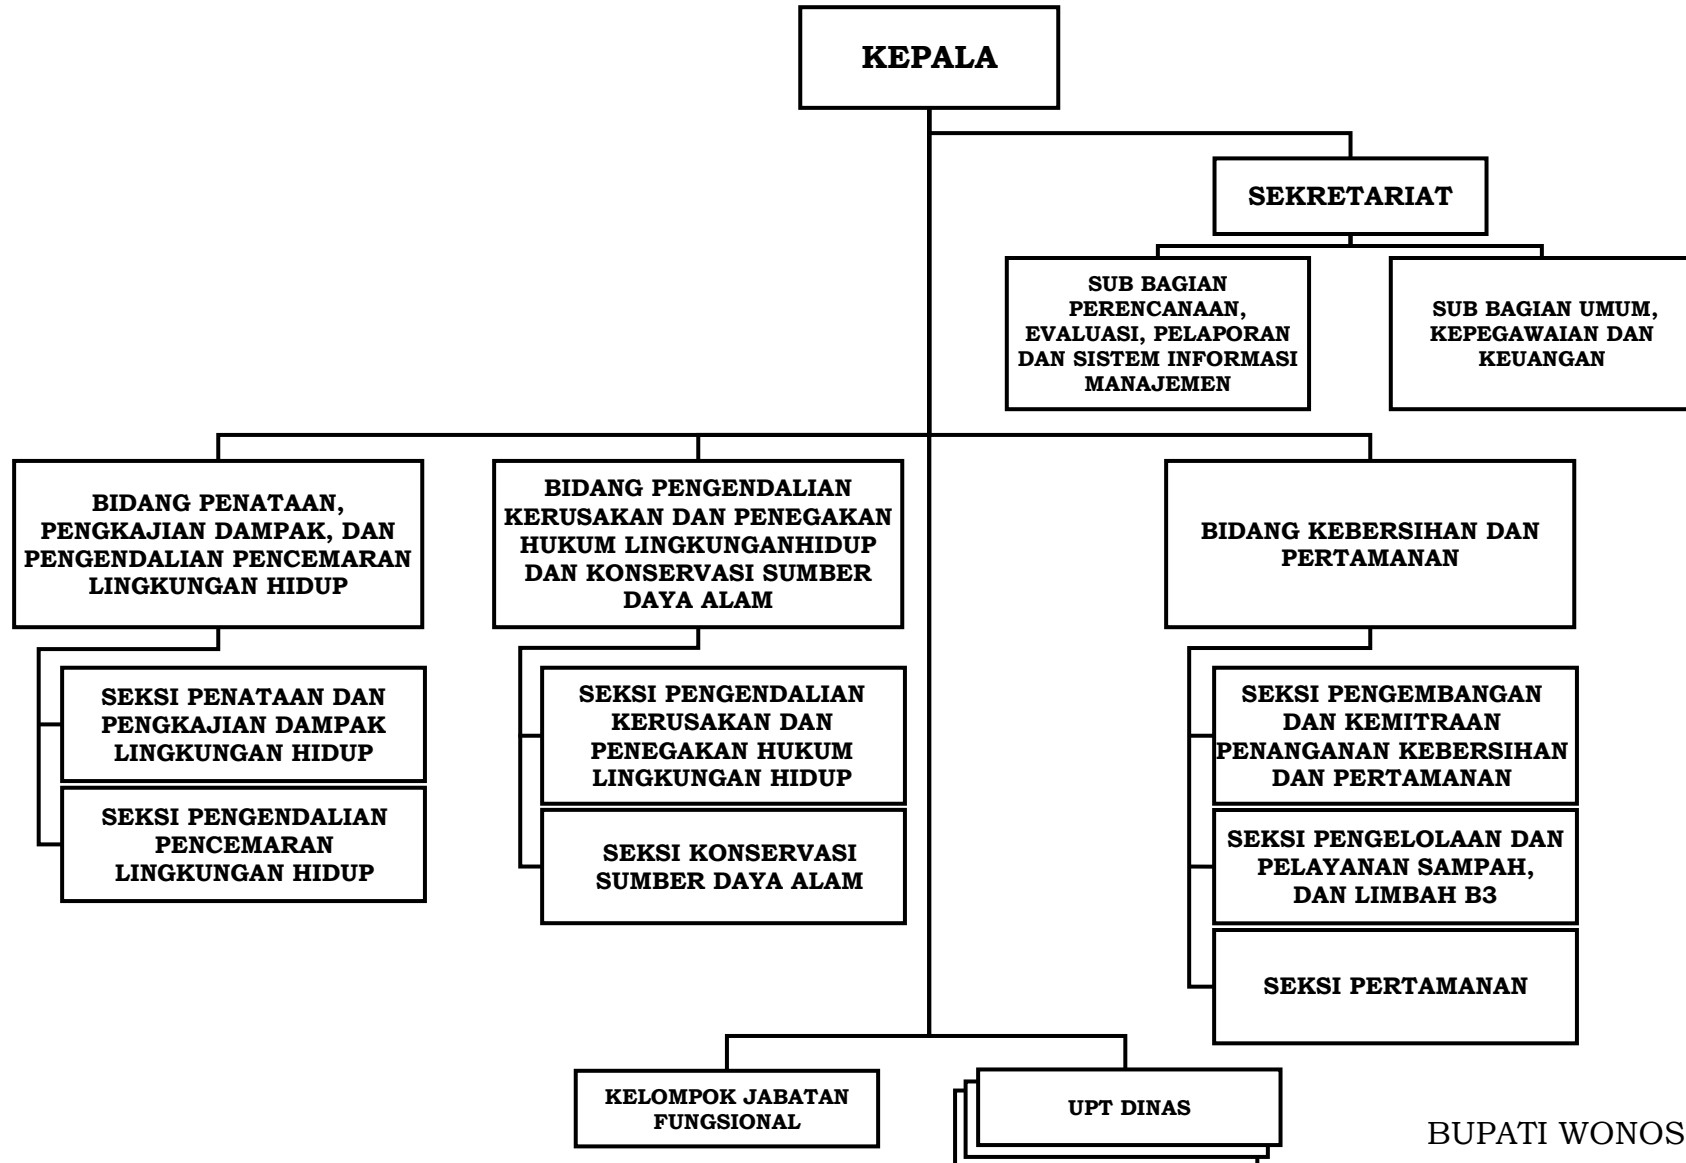 KEPALA
SEKRETARIAT
SUB BAGIAN
PERENCANAAN,
EVALUASI, PELAPORAN
DAN SISTEM INFORMASI
MANAJEMEN
SUB BAGIAN UMUM,
KEPEGAWAIAN DAN
KEUANGAN
BIDANG PENATAAN,
PENGKAJIAN DAMPAK, DAN
PENGENDALIAN PENCEMARAN
LINGKUNGAN HIDUP
BIDANG PENGENDALIAN
KERUSAKAN DAN PENEGAKAN
HUKUM LINGKUNGANHIDUP
DAN KONSERVASI SUMBER
DAYA ALAM
BIDANG KEBERSIHAN DAN
PERTAMANAN
SEKSI PENATAAN DAN
PENGKAJIAN DAMPAK
LINGKUNGAN HIDUP
SEKSI PENGENDALIAN
PENCEMARAN
LINGKUNGAN HIDUP
SEKSI PENGENDALIAN
KERUSAKAN DAN
PENEGAKAN HUKUM
LINGKUNGAN HIDUP
SEKSI KONSERVASI
SUMBER DAYA ALAM
SEKSI PENGEMBANGAN
DAN KEMITRAAN
PENANGANAN KEBERSIHAN
DAN PERTAMANAN
SEKSI PENGELOLAAN DAN
PELAYANAN SAMPAH,
DAN LIMBAH B3
SEKSI PERTAMANAN
KELOMPOK JABATAN
FUNGSIONAL
UPT DINAS
BUPATI WONOS